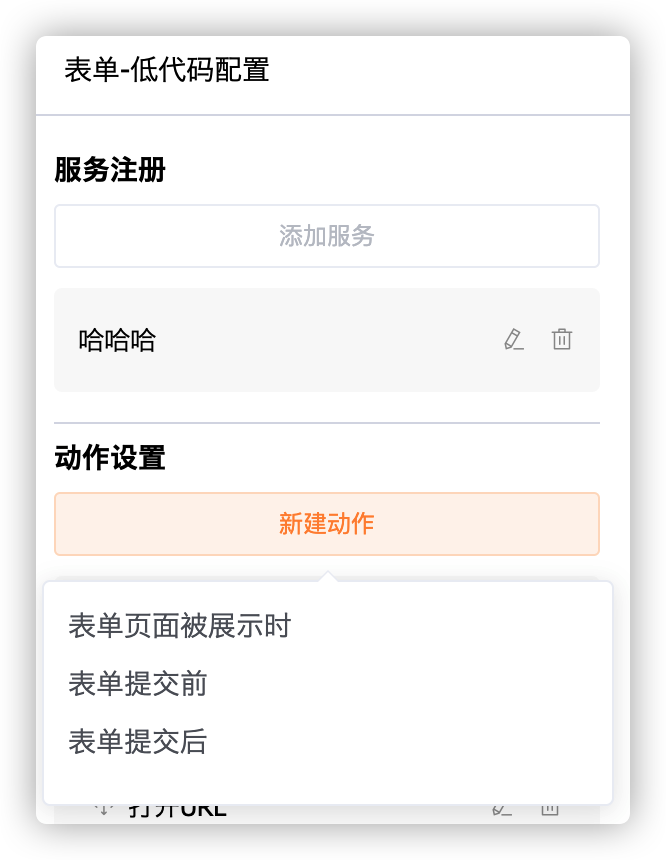 表单-低代码配置
服务注册
添加服务
哈哈哈
动作设置
新建动作
表单页面被展示时
表单提交前
表单提交后
打开URL